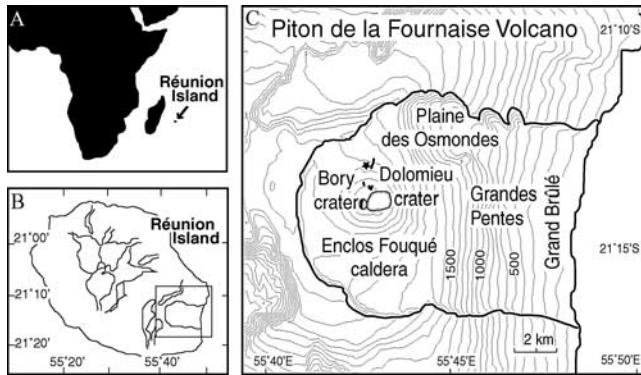 A
Réunion
Island
B
Réunion
Island
21°00'
21°10'
21°20'
55°20'
55°40'
C
Piton de la Fournaise Volcano
21°10'S
Plaine
des Osmondes
Bory
crater
Dolomieu
crater
Grandes
Pentes
Grand Brûlé
Enclos Fouqué
caldera
1500
1000
500
21°15'
2 km
55°40'E
55°45'E
55°50'E